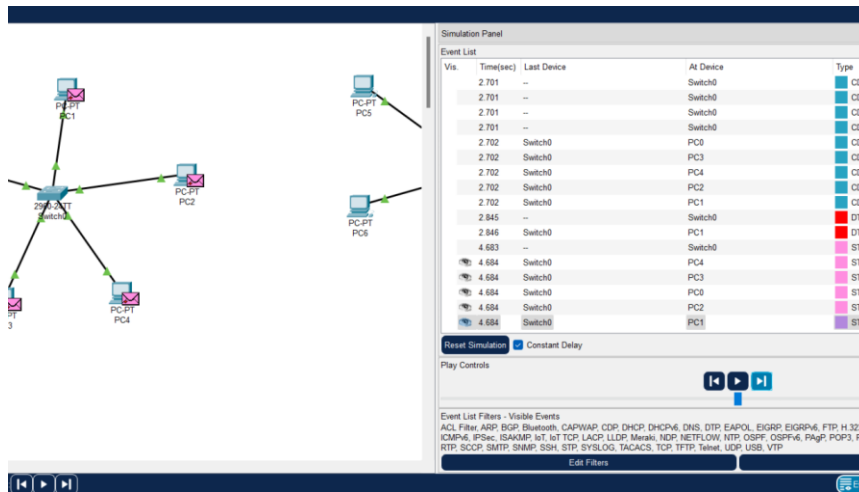 Simulation Panel
Event List
Vis. Time(sec) Last Device At Device Type
2.701 -- Switch0
2.701 -- Switch0
2.701 -- Switch0
2.701 -- Switch0
2.702 Switch0 PC0
2.702 Switch0 PC3
2.702 Switch0 PC4
2.702 Switch0 PC2
2.702 Switch0 PC1
2.845 -- Switch0
2.846 Switch0 PC1
4.683 -- Switch0
4.684 Switch0 PC4
4.684 Switch0 PC3
4.684 Switch0 PC0
4.684 Switch0 PC2
4.684 Switch0 PC1
Reset Simulation Constant Delay
Play Controls
Event List Filters - Visible Events
ACL Filter, ARP, BGP, Bluetooth, CAPWAP, CDP, DHCP, DHCPv6, DNS, DTP, EAPOL, EIGRP, EIGRPv6, FTP, H.323
ICMPv6, IPSec, ISAKMP, IoT, IoT TCP, LACP, LLDP, Meraki, NDP, NETFLOW, NTP, OSPF, OSPFv6, PAgP, POP3,
RTP, SCCP, SMTP, SNMP, SSH, STP, SYSLOG, TACACS, TCP, TFTP, Telnet, UDP, USB, VTP
Edit Filters
PC-PT
PC1
PC-PT
PC5
PC-PT
PC2
2960-24TT
Switch0
PC-PT
PC6
PC-PT
PC4
3